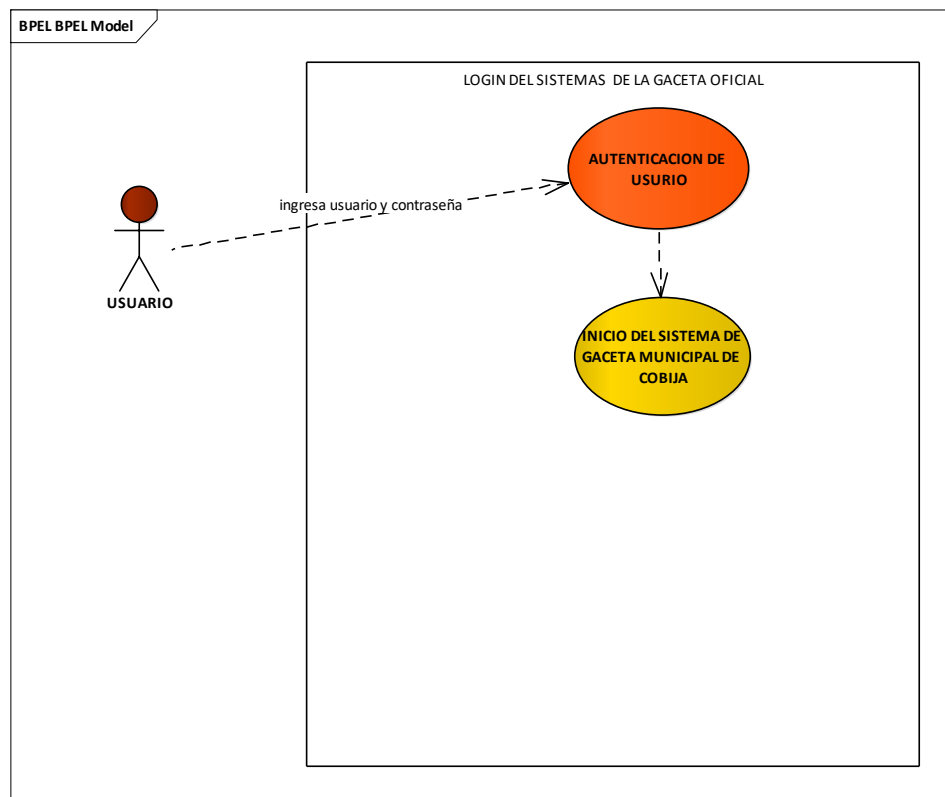 BPEL BPEL Model
LOGIN DEL SISTEMAS DE LA GACETA OFICIAL
AUTENTICACION DE
USURIO
ingresa usuario y contraseña
USUARIO
INICIO DEL SISTEMA DE
GACETA MUNICIPAL DE
COBIJA